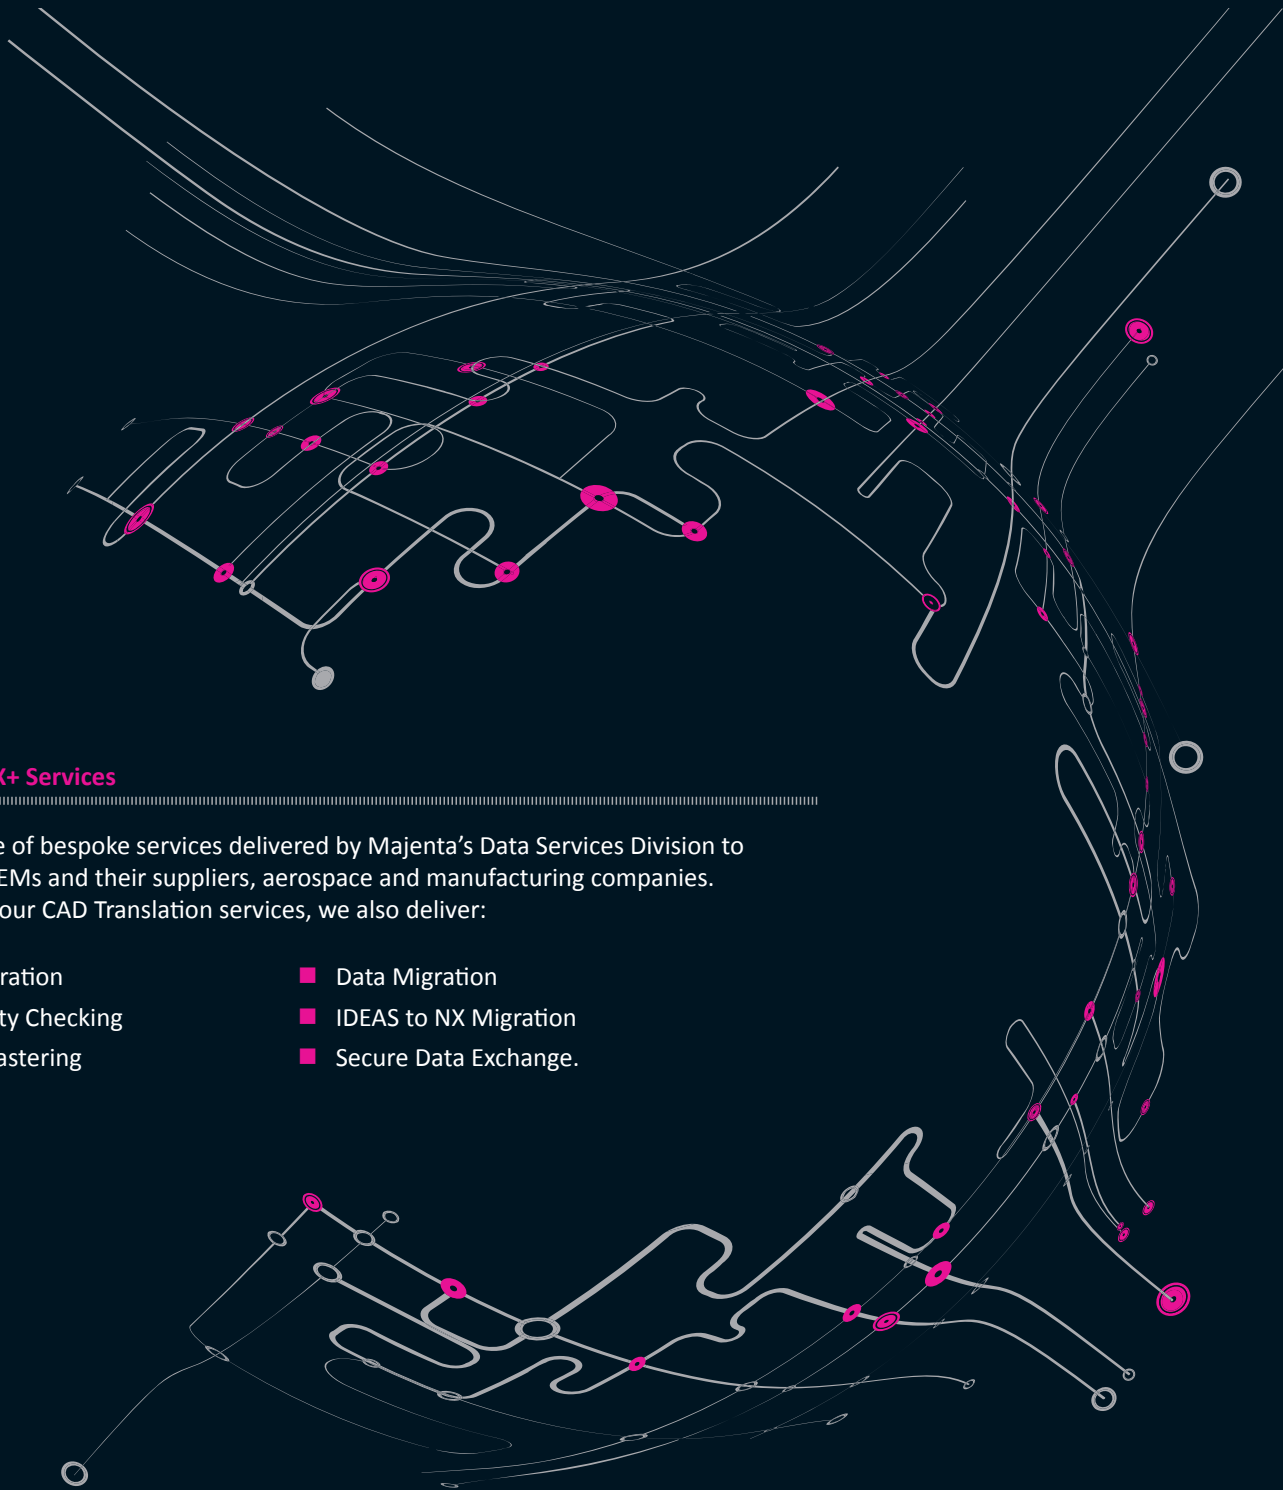 X+ Services
e of bespoke services delivered by Majenta’s Data Services Division to
EMs and their suppliers, aerospace and manufacturing companies.
our CAD Translation services, we also deliver:
ration
ty Checking
astering
Data Migration
IDEAS to NX Migration
Secure Data Exchange.